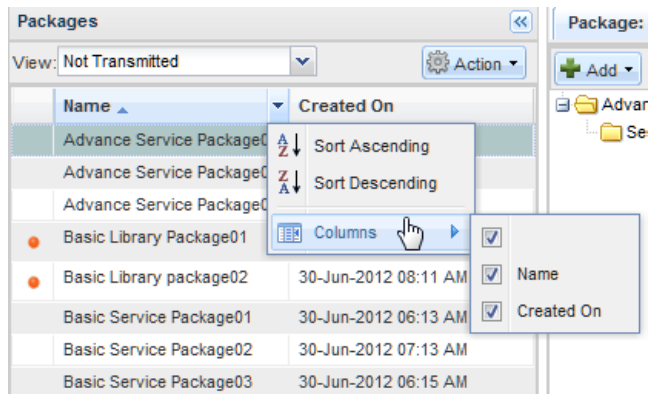 Packages
Package:
View: Not Transmitted
Action
Add
Name
Created On
Advance Service Package0
Sort Ascending
Advance Service Package0
Sort Descending
Advance Service Package0
Basic Library Package01
Columns
Basic Library package02
30-Jun-2012 08:11 AM
Name
Created On
Basic Service Package01
30-Jun-2012 06:13 AM
Basic Service Package02
30-Jun-2012 07:13 AM
Basic Service Package03
30-Jun-2012 06:15 AM
Advan
Se